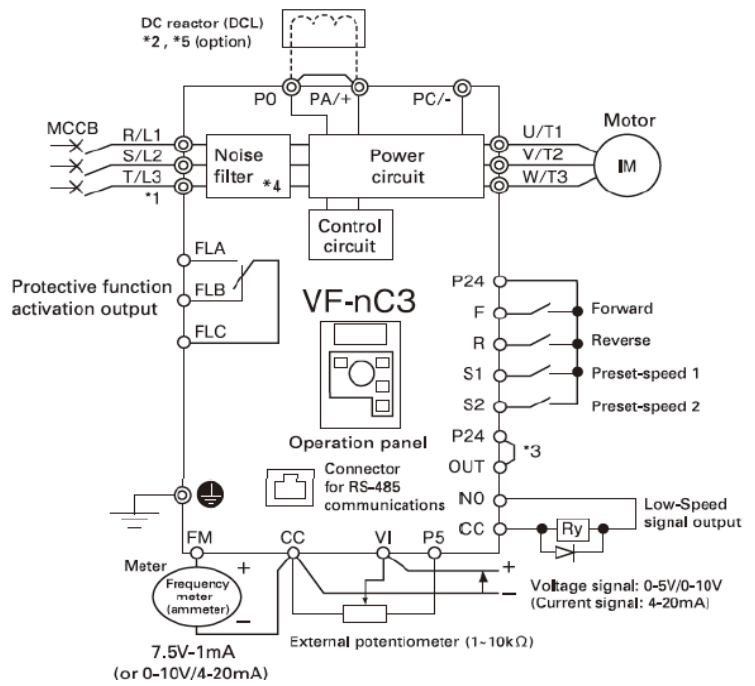 DC reactor (DCL)
*2 , *5 (option)
P0
PA/+
PC/-
MCCB
R/L1
S/L2
T/L3
*1
Noise
filter
*4
Power
circuit
Control
circuit
U/T1
V/T2
W/T3
Motor
IM
FLA
FLB
FLC
Protective function
activation output
VF-nC3
Operation panel
Connector
for RS-485
communications
P24
F
R
S1
S2
P24
OUT
NO
CC
Forward
Reverse
Preset-speed 1
Preset-speed 2
*3
Ry
Low-Speed
signal output
FM
CC
VI
P5
Meter
+
Frequency
meter
(ammeter)
−
7.5V-1mA
(or 0-10V/4-20mA)
External potentiometer (1~10kΩ)
+
−
Voltage signal: 0-5V/0-10V
(Current signal: 4-20mA)